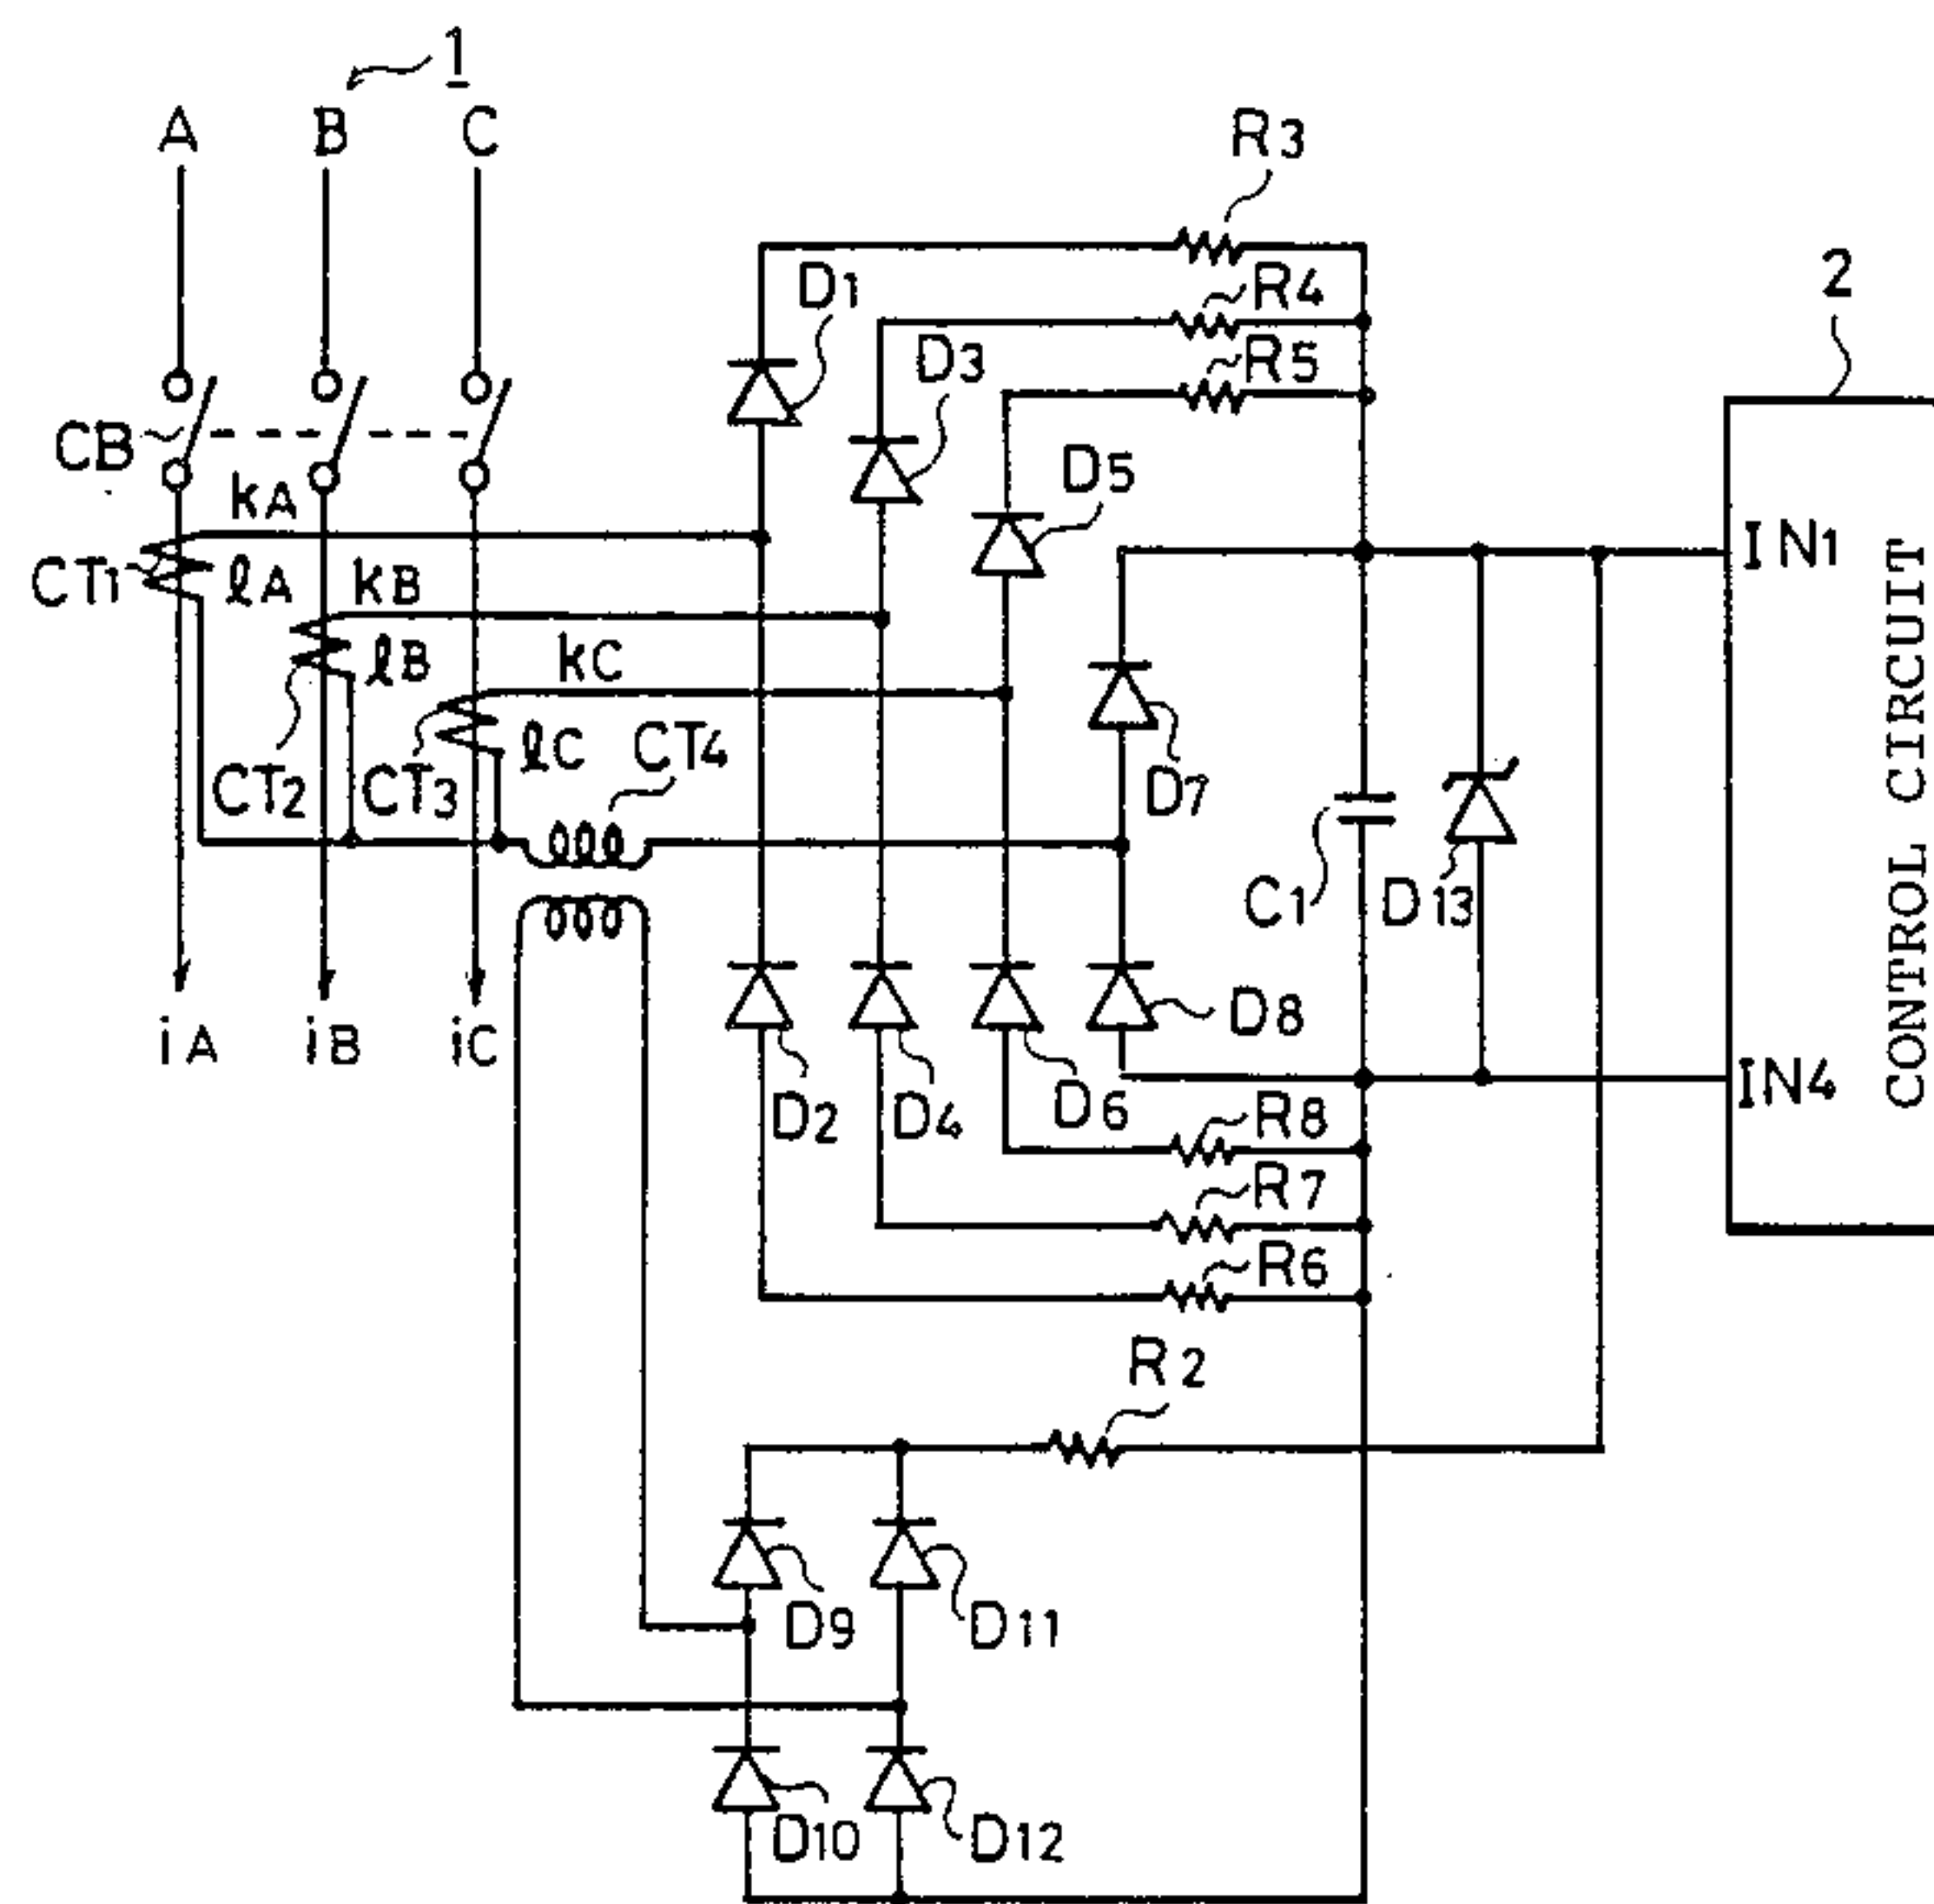 1
A B C
R3
R4
R5
2
D1
D3
D5
CB
kA
IN1
CT1
lA
kB
lB
kC
lC
CT4
CT2
CT3
D7
C1
D13
CONTROL CIRCUIT
iA
iB
iC
D8
IN4
D2
D4
D6
R8
R7
R6
R2
D9
D11
D10
D12